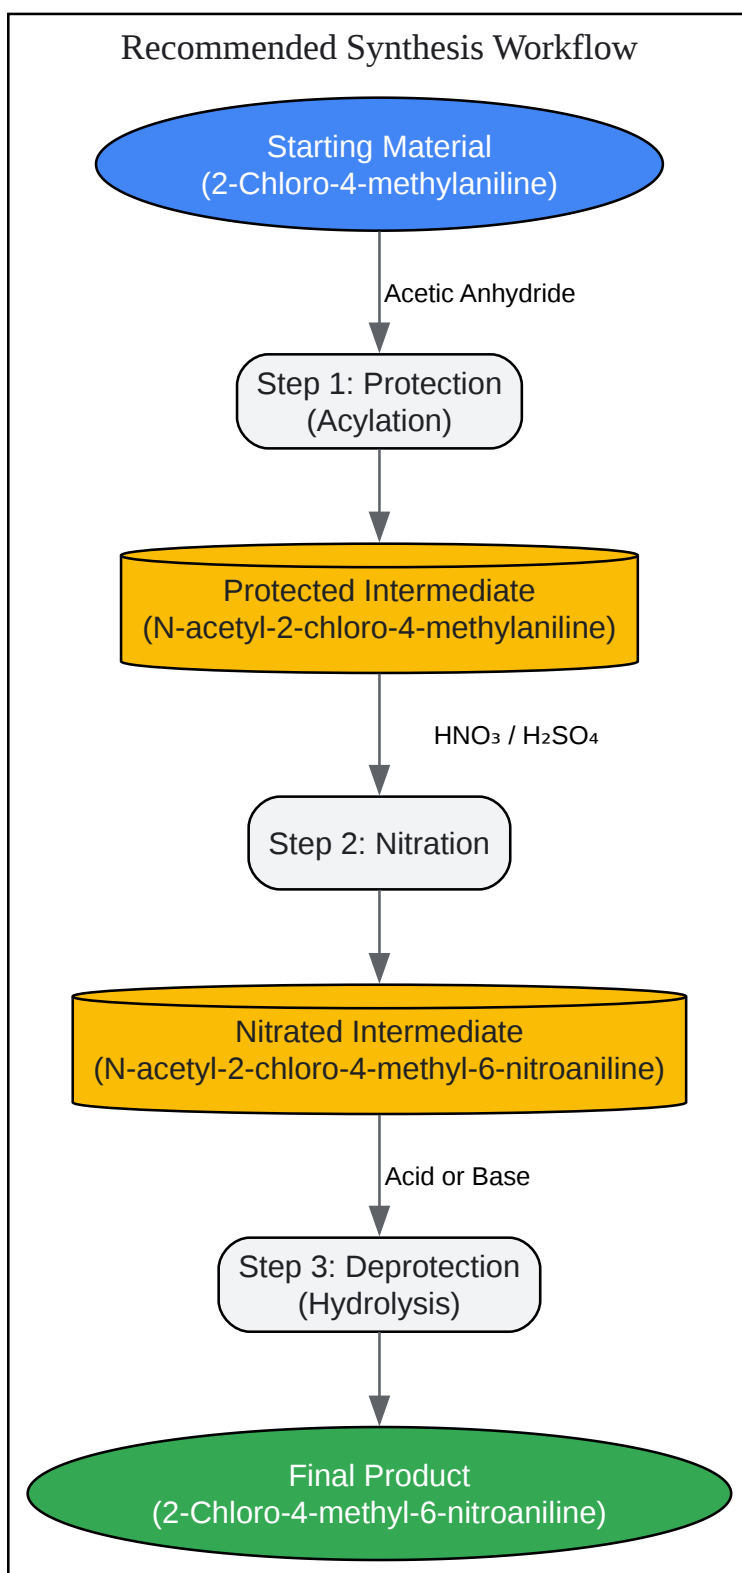 Recommended Synthesis Workflow
Starting Material
(2-Chloro-4-methylaniline)
Acetic Anhydride
Step 1: Protection
(Acylation)
Protected Intermediate
(N-acetyl-2-chloro-4-methylaniline)
HNO₃ / H₂SO₄
Step 2: Nitration
Nitrated Intermediate
(N-acetyl-2-chloro-4-methyl-6-nitroaniline)
Acid or Base
Step 3: Deprotection
(Hydrolysis)
Final Product
(2-Chloro-4-methyl-6-nitroaniline)